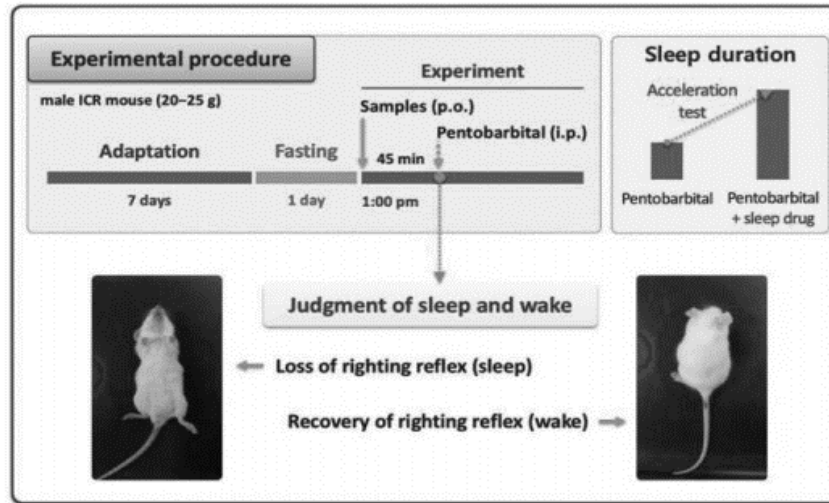 Experimental procedure
male ICR mouse (20–25 g)
Experiment
Samples (p.o.)
Pentobarbital (i.p.)
Adaptation
Fasting
45 min
7 days
1 day
1:00 pm
Sleep duration
Acceleration
test
Pentobarbital
Pentobarbital
+ sleep drug
Judgment of sleep and wake
Loss of righting reflex (sleep)
Recovery of righting reflex (wake)